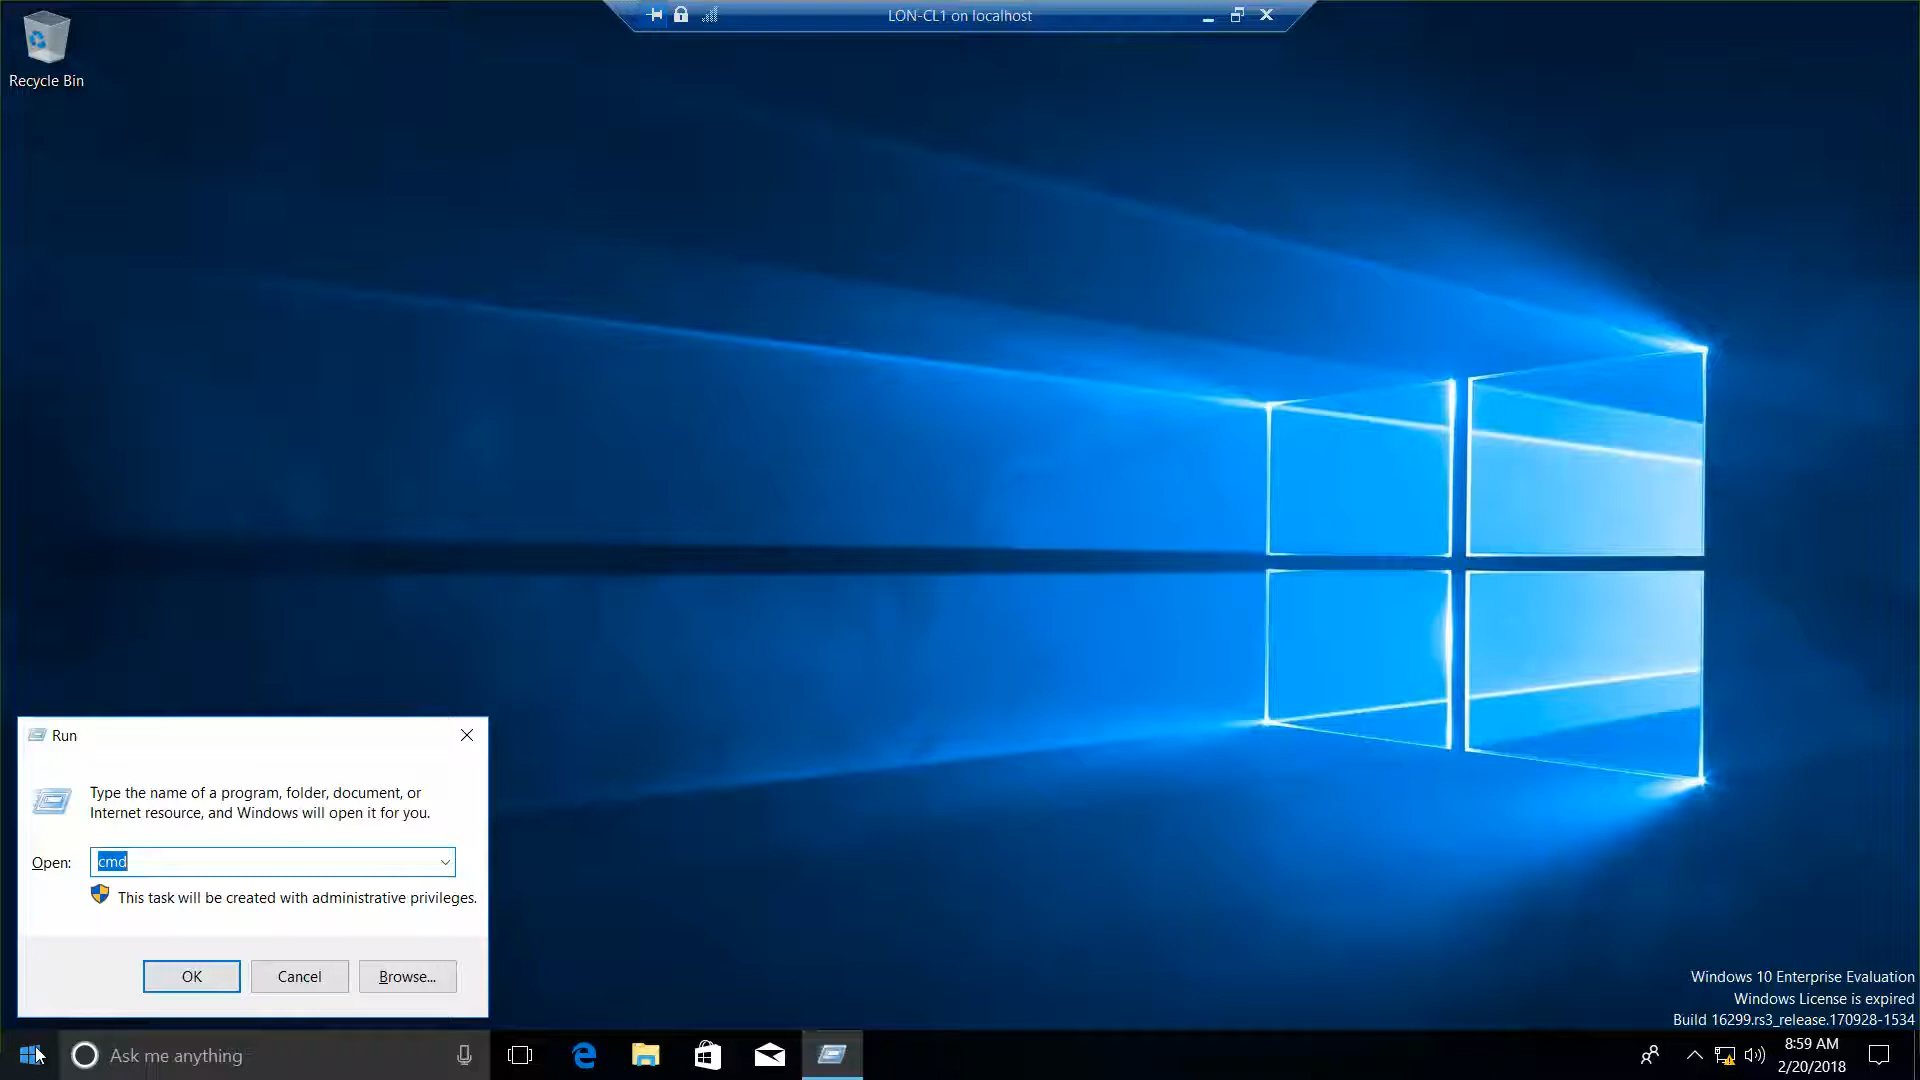 LON-CL1 on localhost
Recycle Bin
Run
Type the name of a program, folder, document, or
Internet resource, and Windows will open it for you.
Open:
cmd
This task will be created with administrative privileges.
OK
Cancel
Browse...
Windows 10 Enterprise Evaluation
Windows License is expired
Build 16299.rs3_release.170928-1534
Ask me anything
8:59 AM
2/20/2018